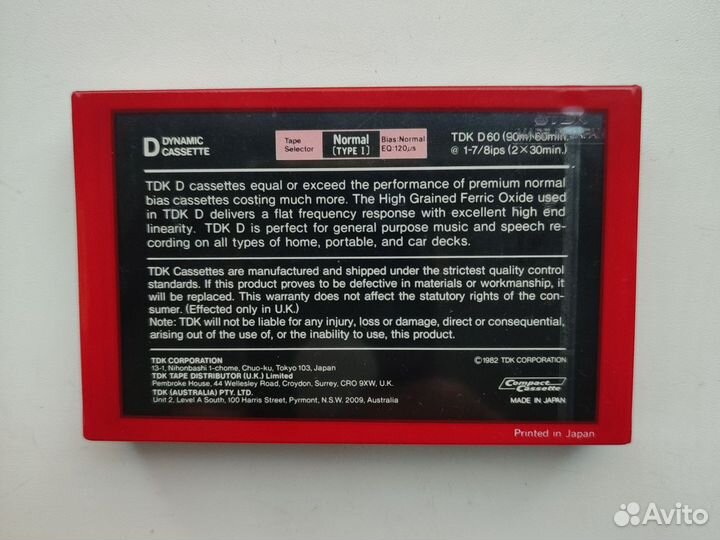 D DYNAMIC CASSETTE
Tape Selector
Normal [TYPE I]
Bias:Normal EQ:120μs
TDK D60 (90m) 60min.
@ 1-7/8ips (2×30min.)
TDK
MADE IN JAPAN
TDK D cassettes equal or exceed the performance of premium normal
bias cassettes costing much more. The High Grained Ferric Oxide used
in TDK D delivers a flat frequency response with excellent high end
linearity. TDK D is perfect for general purpose music and speech re-
cording on all types of home, portable, and car decks.
TDK Cassettes are manufactured and shipped under the strictest quality control
standards. If this product proves to be defective in materials or workmanship, it
will be replaced. This warranty does not affect the statutory rights of the con-
sumer. (Effected only in U.K.)
Note: TDK will not be liable for any injury, loss or damage, direct or consequential,
arising out of the use of, or the inability to use, this product.
TDK CORPORATION
13-1, Nihonbashi 1-chome, Chuo-ku, Tokyo 103, Japan
TDK TAPE DISTRIBUTOR (U.K.) Limited
Pembroke House, 44 Wellesley Road, Croydon, Surrey, CRO 9XW, U.K.
TDK (AUSTRALIA) PTY. LTD.
Unit 2, Level A South, 100 Harris Street, Pyrmont, N.S.W. 2009, Australia
©1982 TDK CORPORATION
Compact Cassette
MADE IN JAPAN
Printed in Japan
Avito